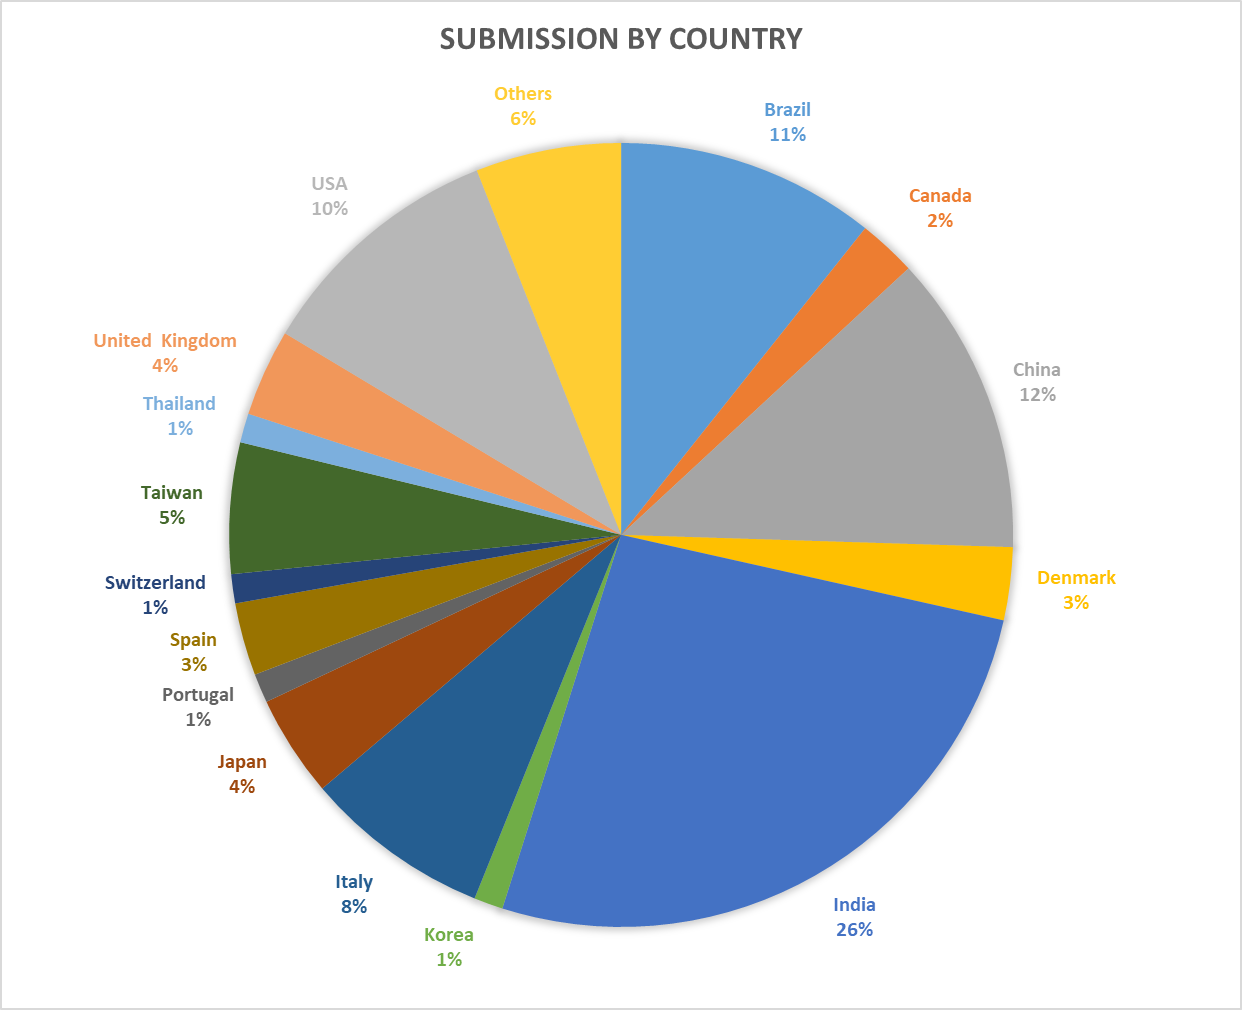 SUBMISSION BY COUNTRY
Others
6%
Brazil
11%
USA
10%
Canada
2%
United  Kingdom
4%
China
12%
Thailand
1%
Taiwan
5%
Denmark
3%
Switzerland
1%
Spain
3%
Portugal
1%
Japan
4%
Italy
8%
India
26%
Korea
1%